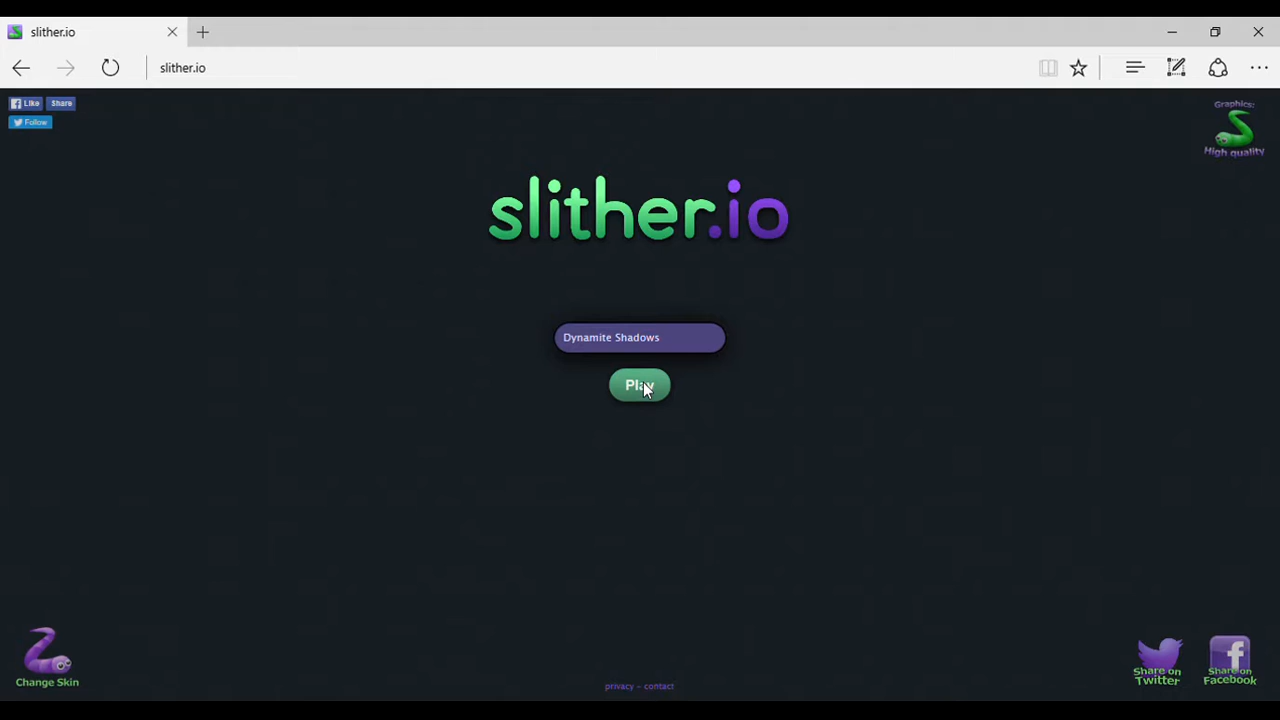 slither.io
slither.io
Like Share
Follow
Graphics:
High quality
slither.io
Dynamite Shadows
Play
Change Skin
Share on
Twitter
Share on
Facebook
privacy - contact